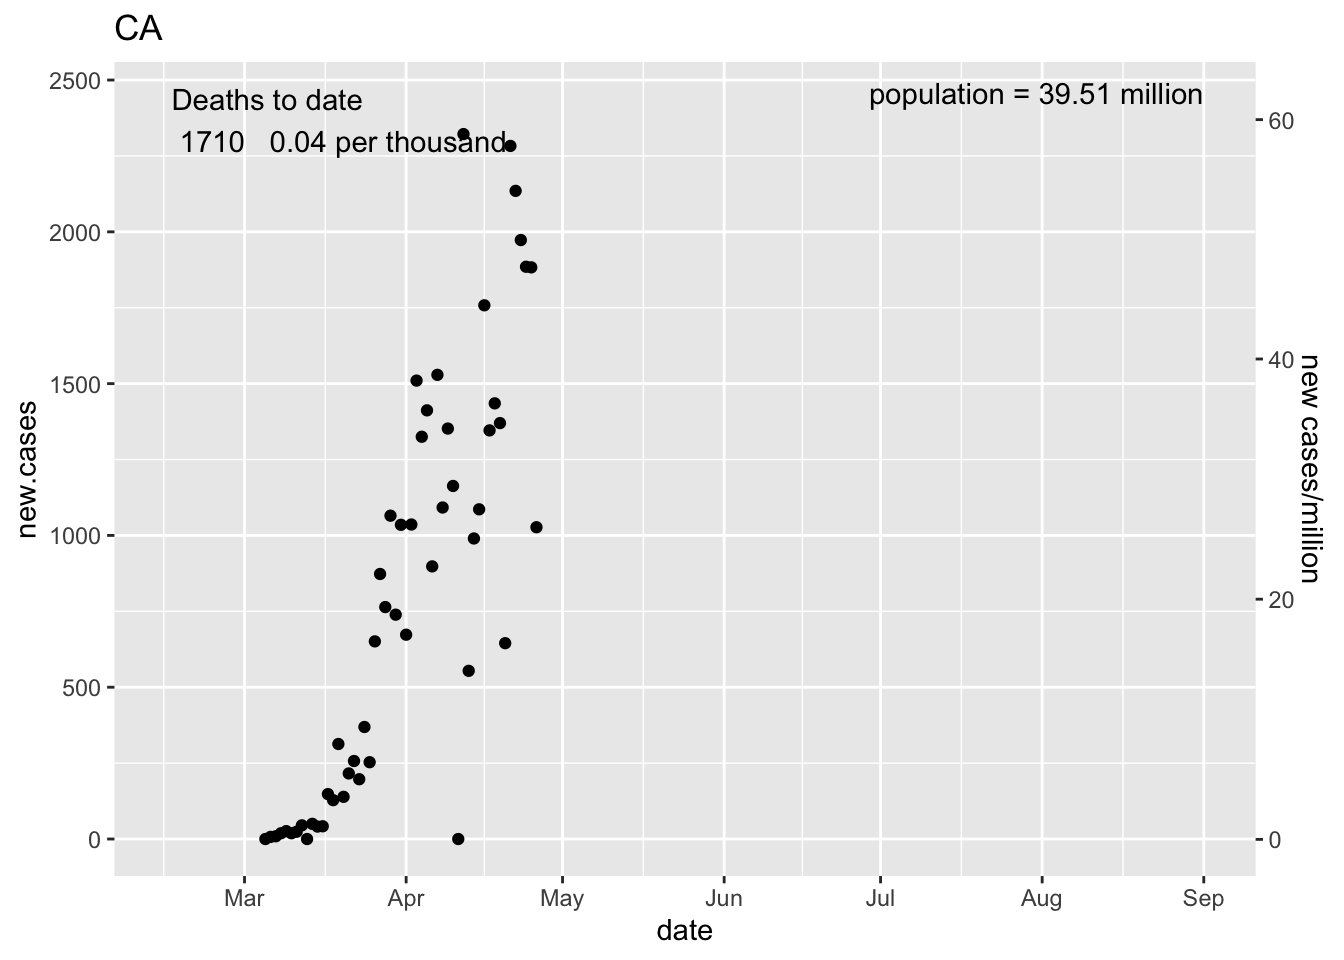 CA
Deaths to date
1710 0.04 per thousand
population = 39.51 million
2500
2000
1500
1000
500
0
new.cases
60
40
20
0
new cases/million
Mar Apr May Jun Jul Aug Sep
date